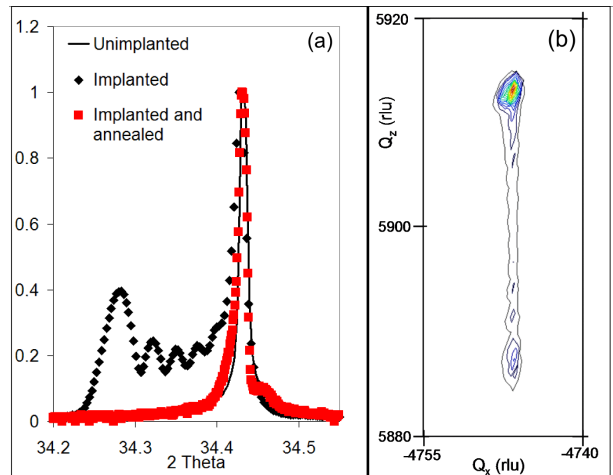 (a)
Unimplanted
Implanted
Implanted and
annealed
1.2
1
0.8
0.6
0.4
0.2
0
34.2
34.3
34.4
34.5
2 Theta
(b)
5920
5900
5880
Qz (rlu)
-4755
-4740
Qx (rlu)